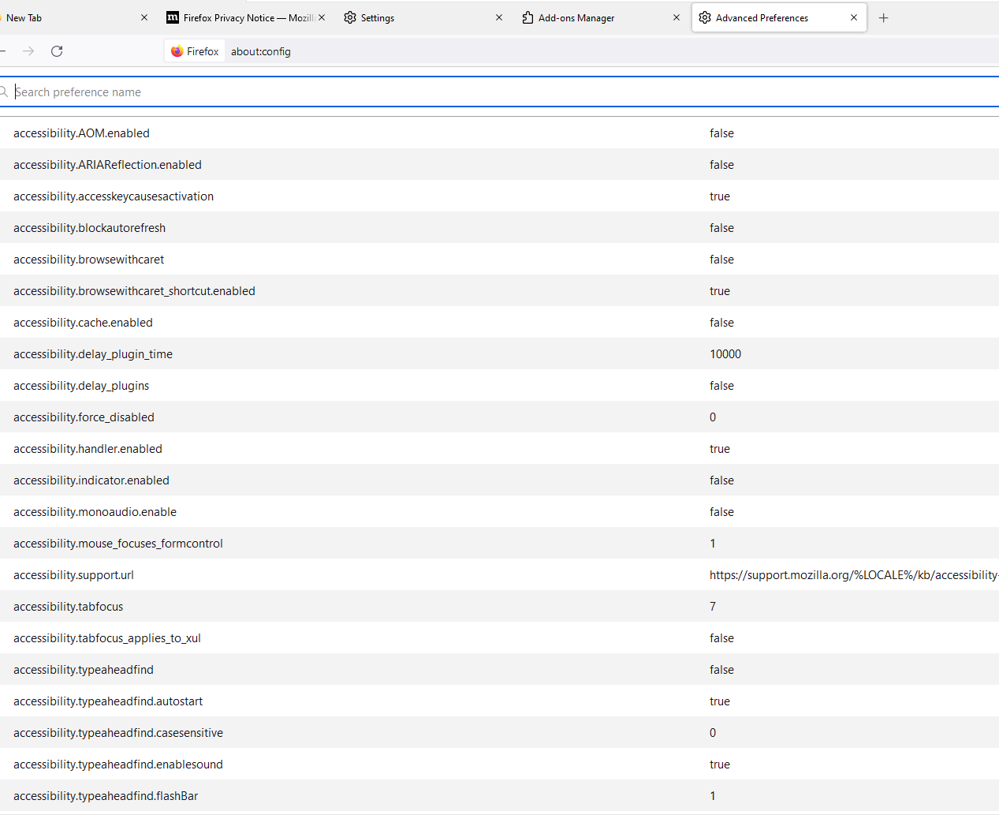 New Tab
Firefox Privacy Notice — Mozill
Settings
Add-ons Manager
Advanced Preferences
Firefox about:config
Search preference name
accessibility.AOM.enabled false
accessibility.ARIAReflection.enabled false
accessibility.accesskeycausesactivation true
accessibility.blockautorefresh false
accessibility.browsewithcaret false
accessibility.browsewithcaret_shortcut.enabled true
accessibility.cache.enabled false
accessibility.delay_plugin_time 10000
accessibility.delay_plugins false
accessibility.force_disabled 0
accessibility.handler.enabled true
accessibility.indicator.enabled false
accessibility.monoaudio.enable false
accessibility.mouse_focuses_formcontrol 1
accessibility.support.url https://support.mozilla.org/%LOCALE%/kb/accessibility-
accessibility.tabfocus 7
accessibility.tabfocus_applies_to_xul false
accessibility.typeaheadfind false
accessibility.typeaheadfind.autostart true
accessibility.typeaheadfind.casesensitive 0
accessibility.typeaheadfind.enablesound true
accessibility.typeaheadfind.flashBar 1